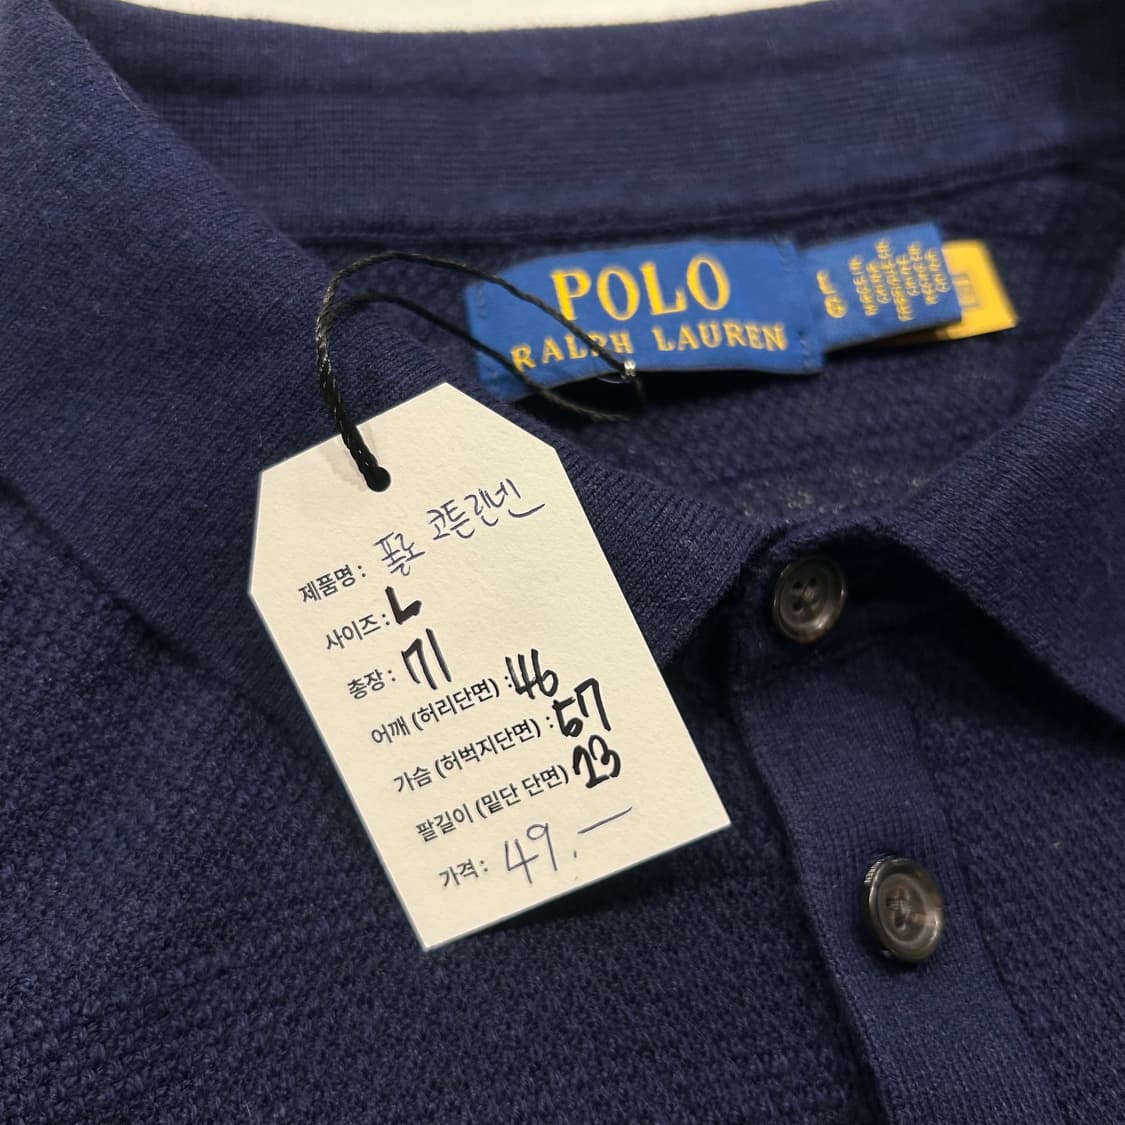 POLO
RALPH LAUREN
L
G
제품명: 폴로 코튼린넨
사이즈: L
총장: 71
어깨 (허리단면) : 46
가슴 (허벅지단면) : 57
팔길이 (밑단 단면) 23
가격: 49.—